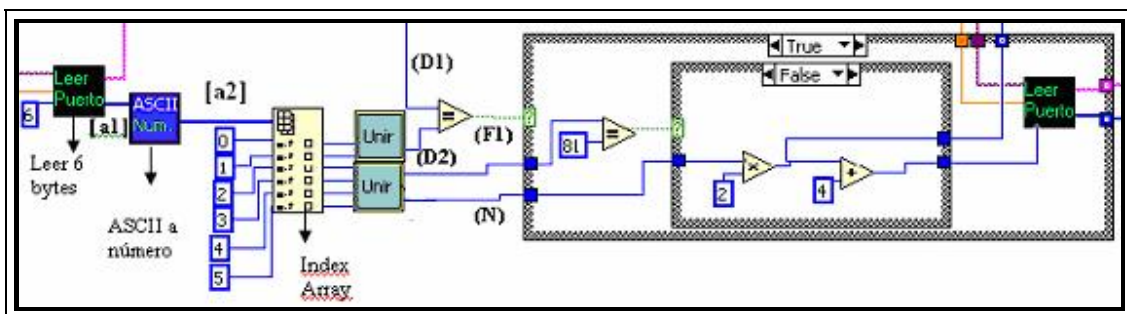 Leer
Puerto
6
[a1]
ASCII
Num.
[a2]
Leer 6
bytes
ASCII a
número
0
1
2
3
4
5
Index
Array
Unir
Unir
(D1)
=
(D2)
(F1)
(N)
True
81
=
False
2
x
4
+
Leer
Puerto